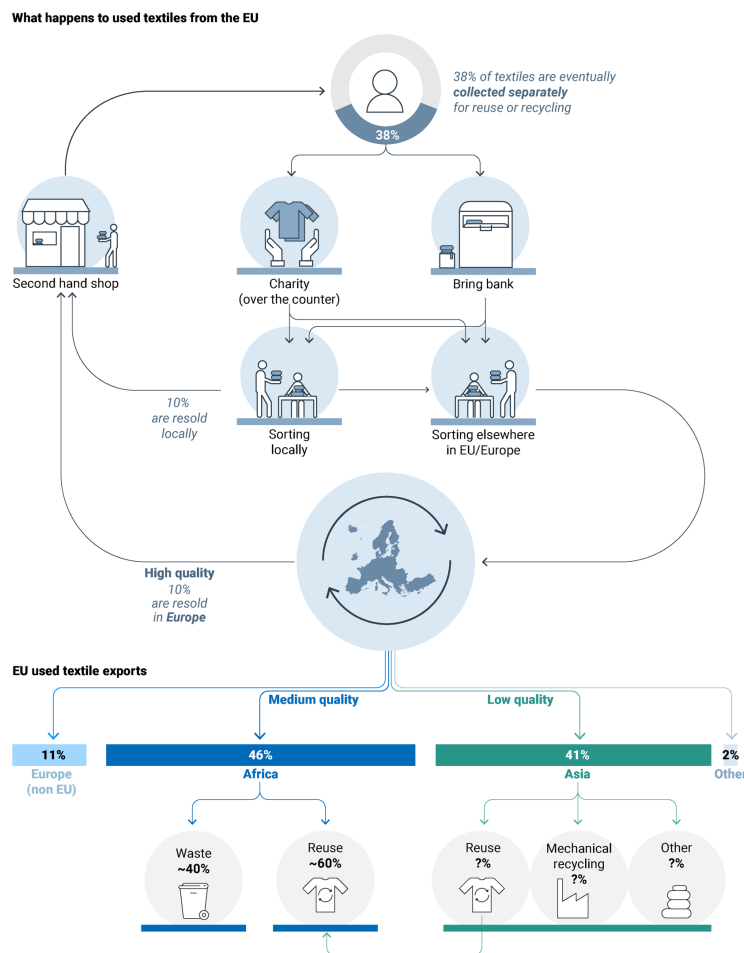 What happens to used textiles from the EU
38% of textiles are eventually
collected separately
for reuse or recycling
38%
Second hand shop
Charity
(over the counter)
Bring bank
10%
are resold
locally
Sorting
locally
Sorting elsewhere
in EU/Europe
High quality
10%
are resold
in Europe
EU used textile exports
Medium quality
Low quality
11%
46%
41%
2%
Europe
(non EU)
Africa
Asia
Other
Waste
~40%
Reuse
~60%
Reuse
?%
Mechanical
recycling
?%
Other
?%